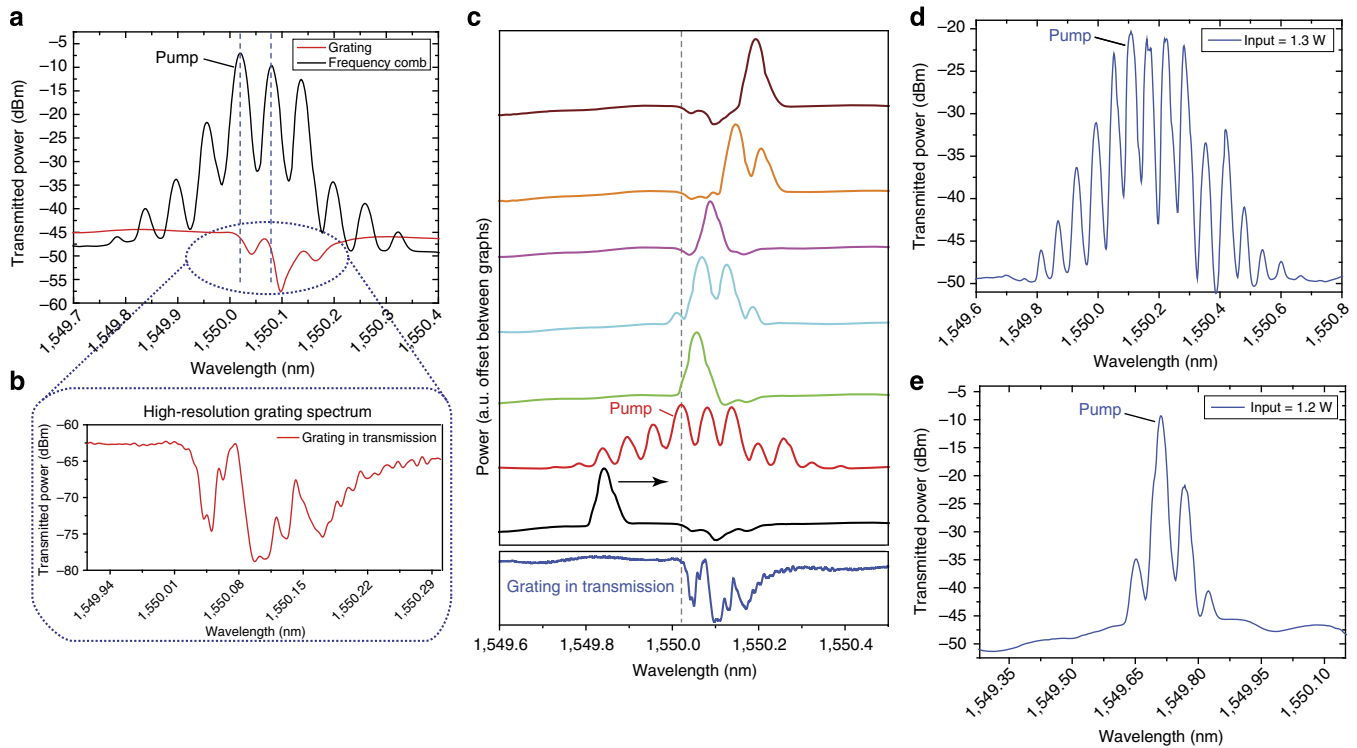 a
−5
−10
−15
−20
−25
−30
−35
−40
−45
−50
−55
−60
Transmitted power (dBm)
Pump
Grating
Frequency comb
1,549.7
1,549.8
1,549.9
1,550.0
1,550.1
1,550.2
1,550.3
1,550.4
Wavelength (nm)
b
High-resolution grating spectrum
−60
−65
−70
−75
−80
Transmitted power (dBm)
Grating in transmission
1,549.94
1,550.01
1,550.08
1,550.15
1,550.22
1,550.29
Wavelength (nm)
c
Power (a.u. offset between graphs)
Pump
Grating in transmission
1,549.6
1,549.8
1,550.0
1,550.2
1,550.4
Wavelength (nm)
d
−20
−25
−30
−35
−40
−45
−50
Transmitted power (dBm)
Pump
Input = 1.3 W
1,549.6
1,549.8
1,550.0
1,550.2
1,550.4
1,550.6
1,550.8
Wavelength (nm)
e
−5
−10
−15
−20
−25
−30
−35
−40
−45
−50
Transmitted power (dBm)
Pump
Input = 1.2 W
1,549.35
1,549.50
1,549.65
1,549.80
1,549.95
1,550.10
Wavelength (nm)